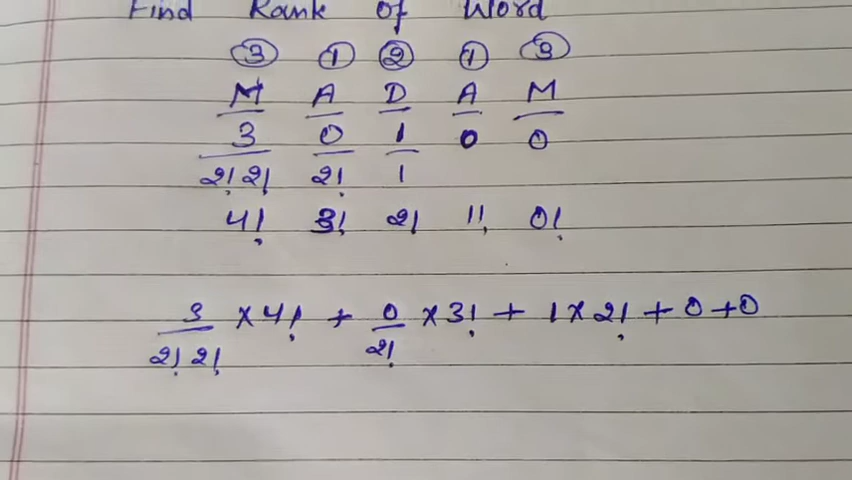 Find Rank of Word
3 1 2 1 3
M A D A M
3 0 1 0 0
2!2! 2! 1
4! 3! 2! 1! 0!
3/2!2! × 4! + 0/2! × 3! + 1 × 2! + 0 + 0